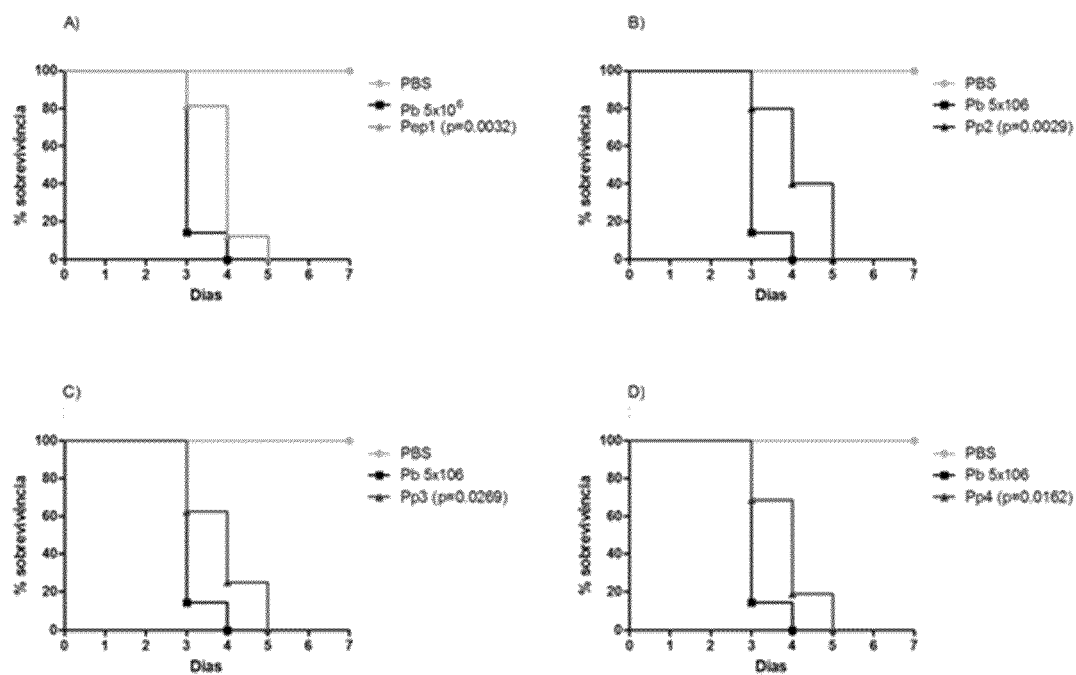 A)
100
80
60
40
20
0
% sobrevivência
0 1 2 3 4 5 6 7
Dias
PBS
Pb 5x10⁶
Pep1 (p=0.0032)
B)
100
80
60
40
20
0
% sobrevivência
0 1 2 3 4 5 6 7
Dias
PBS
Pb 5x106
Pp2 (p=0.0029)
C)
100
80
60
40
20
0
% sobrevivência
0 1 2 3 4 5 6 7
Dias
PBS
Pb 5x106
Pp3 (p=0.0269)
D)
100
80
60
40
20
0
% sobrevivência
0 1 2 3 4 5 6 7
Dias
PBS
Pb 5x106
Pp4 (p=0.0162)